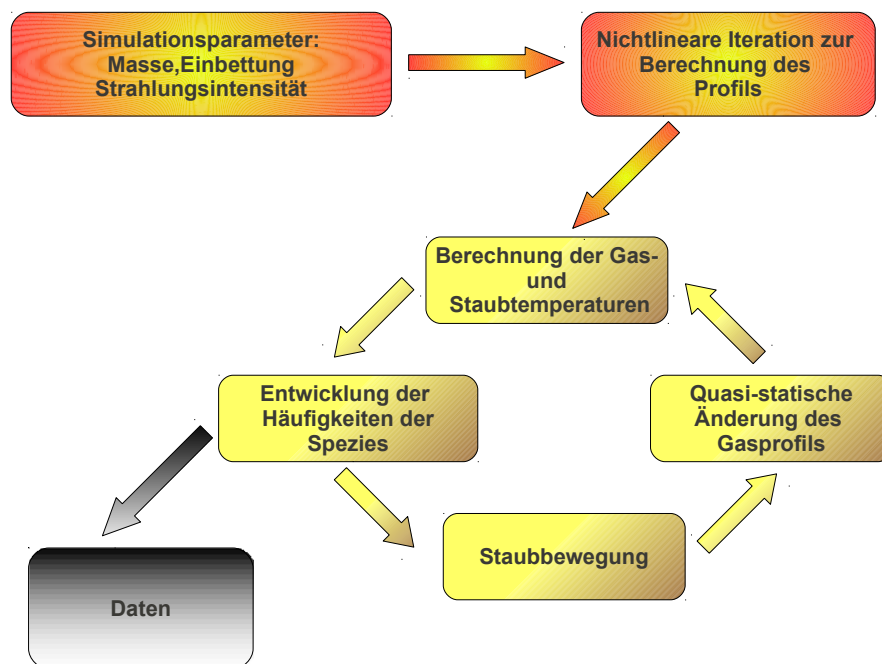 Simulationsparameter:
Masse,Einbettung
Strahlungsintensität
Nichtlineare Iteration zur
Berechnung des
Profils
Berechnung der Gas-
und
Staubtemperaturen
Entwicklung der
Häufigkeiten der
Spezies
Quasi-statische
Änderung des
Gasprofils
Staubbewegung
Daten